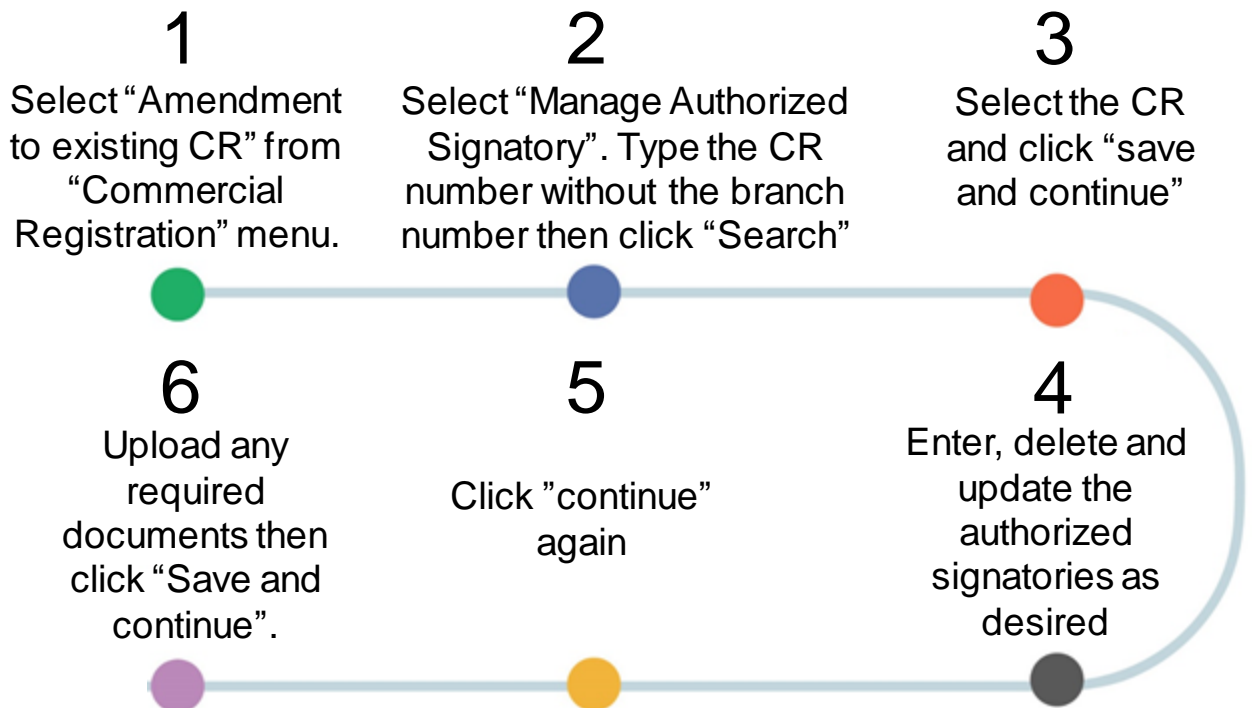 1
Select “Amendment
to existing CR” from
“Commercial
Registration” menu.
2
Select “Manage Authorized
Signatory”. Type the CR
number without the branch
number then click “Search”
3
Select the CR
and click “save
and continue”
4
Enter, delete and
update the
authorized
signatories as
desired
5
Click ”continue”
again
6
Upload any
required
documents then
click “Save and
continue”.